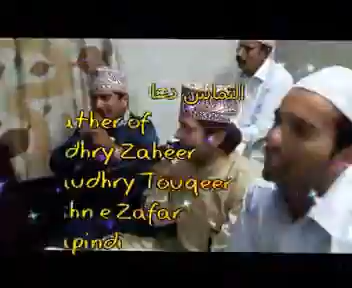 التماس دعا
ather of
dhry Zaheer
udhry Touqeer
hn e Zafar
pindi